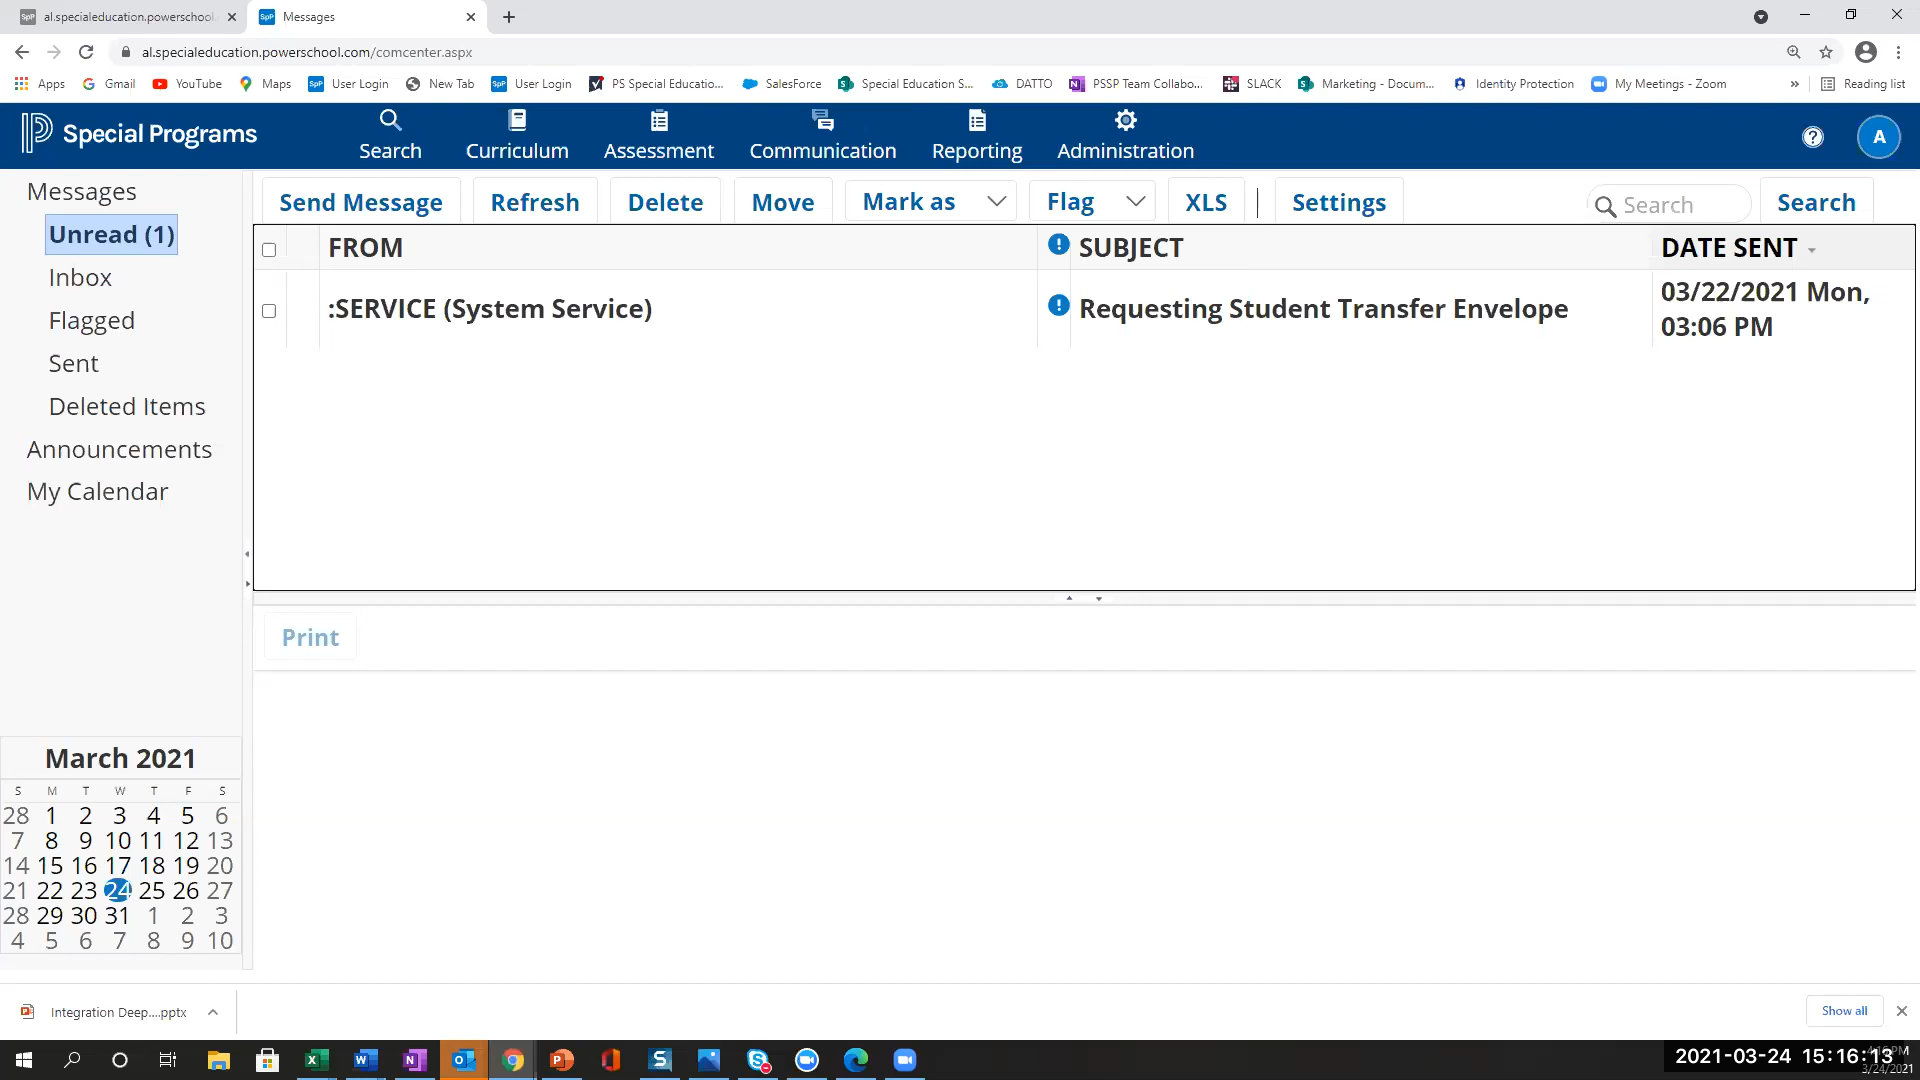 al.specialeducation.powerschool.
Messages
al.specialeducation.powerschool.com/comcenter.aspx
Apps Gmail YouTube Maps User Login New Tab User Login PS Special Educatio... SalesForce Special Education S... DATTO PSSP Team Collabo... SLACK Marketing - Docum... Identity Protection My Meetings - Zoom » Reading list
Special Programs
Search Curriculum Assessment Communication Reporting Administration
A
Messages
Unread (1)
Inbox
Flagged
Sent
Deleted Items
Announcements
My Calendar
Send Message Refresh Delete Move Mark as Flag XLS | Settings Search Search
FROM SUBJECT DATE SENT
:SERVICE (System Service) Requesting Student Transfer Envelope 03/22/2021 Mon,
03:06 PM
Print
March 2021
S M T W T F S
28 1 2 3 4 5 6
7 8 9 10 11 12 13
14 15 16 17 18 19 20
21 22 23 24 25 26 27
28 29 30 31 1 2 3
4 5 6 7 8 9 10
Integration Deep....pptx
Show all
2021-03-24 15:16:13
3/24/2021